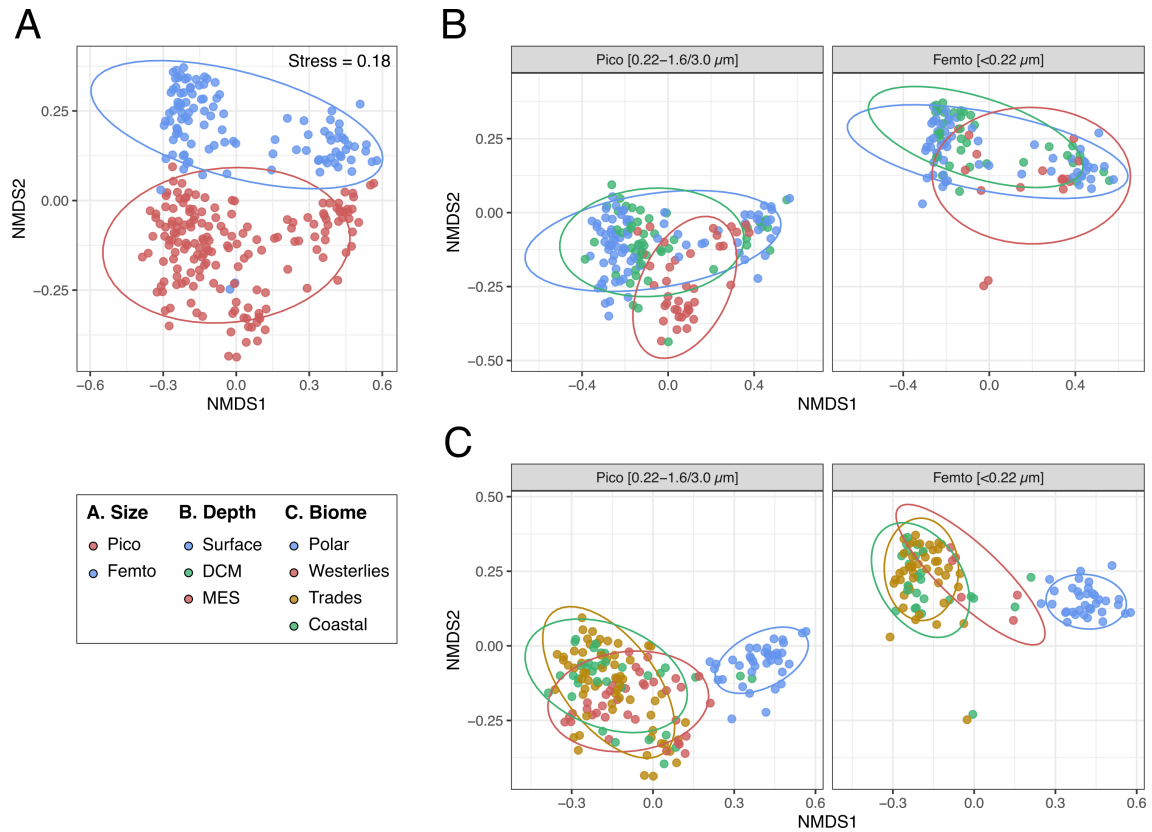 A
Stress = 0.18
0.25
0.00
−0.25
NMDS2
−0.6
−0.3
0.0
0.3
0.6
NMDS1
B
Pico [0.22−1.6/3.0 µm]
Femto [<0.22 µm]
0.25
0.00
−0.25
−0.50
NMDS2
−0.4
0.0
0.4
−0.4
0.0
0.4
NMDS1
A. Size
Pico
Femto
B. Depth
Surface
DCM
MES
C. Biome
Polar
Westerlies
Trades
Coastal
C
Pico [0.22−1.6/3.0 µm]
Femto [<0.22 µm]
0.50
0.25
0.00
−0.25
NMDS2
−0.3
0.0
0.3
0.6
−0.3
0.0
0.3
0.6
NMDS1